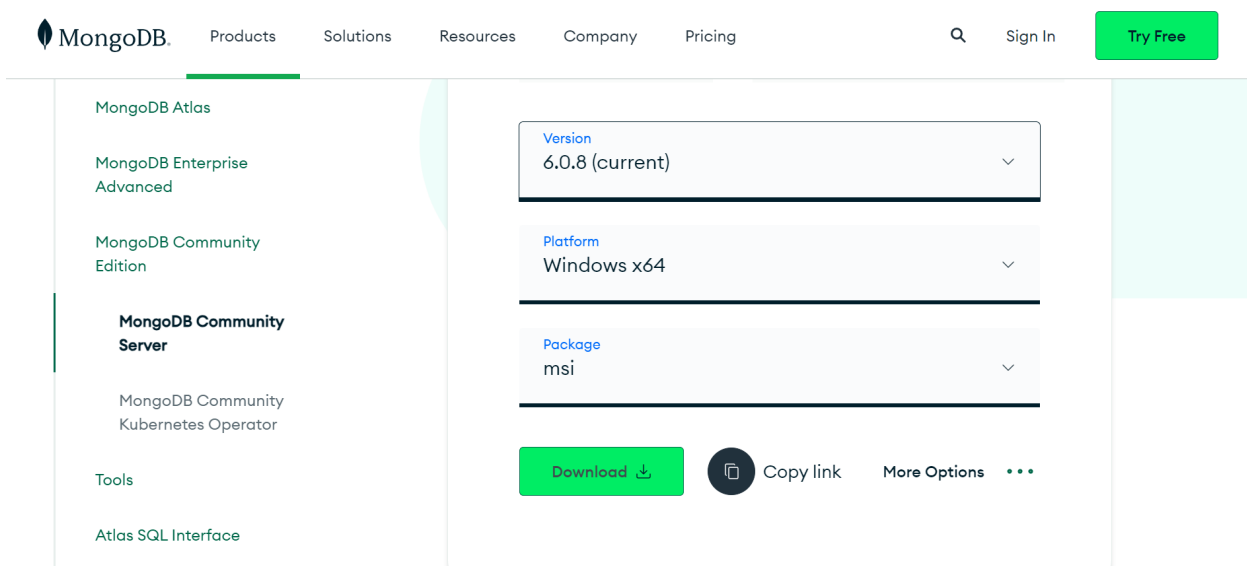 MongoDB.
Products
Solutions
Resources
Company
Pricing
Sign In
Try Free
MongoDB Atlas
MongoDB Enterprise
Advanced
MongoDB Community
Edition
MongoDB Community
Server
MongoDB Community
Kubernetes Operator
Tools
Atlas SQL Interface
Version
6.0.8 (current)
Platform
Windows x64
Package
msi
Download
Copy link
More Options